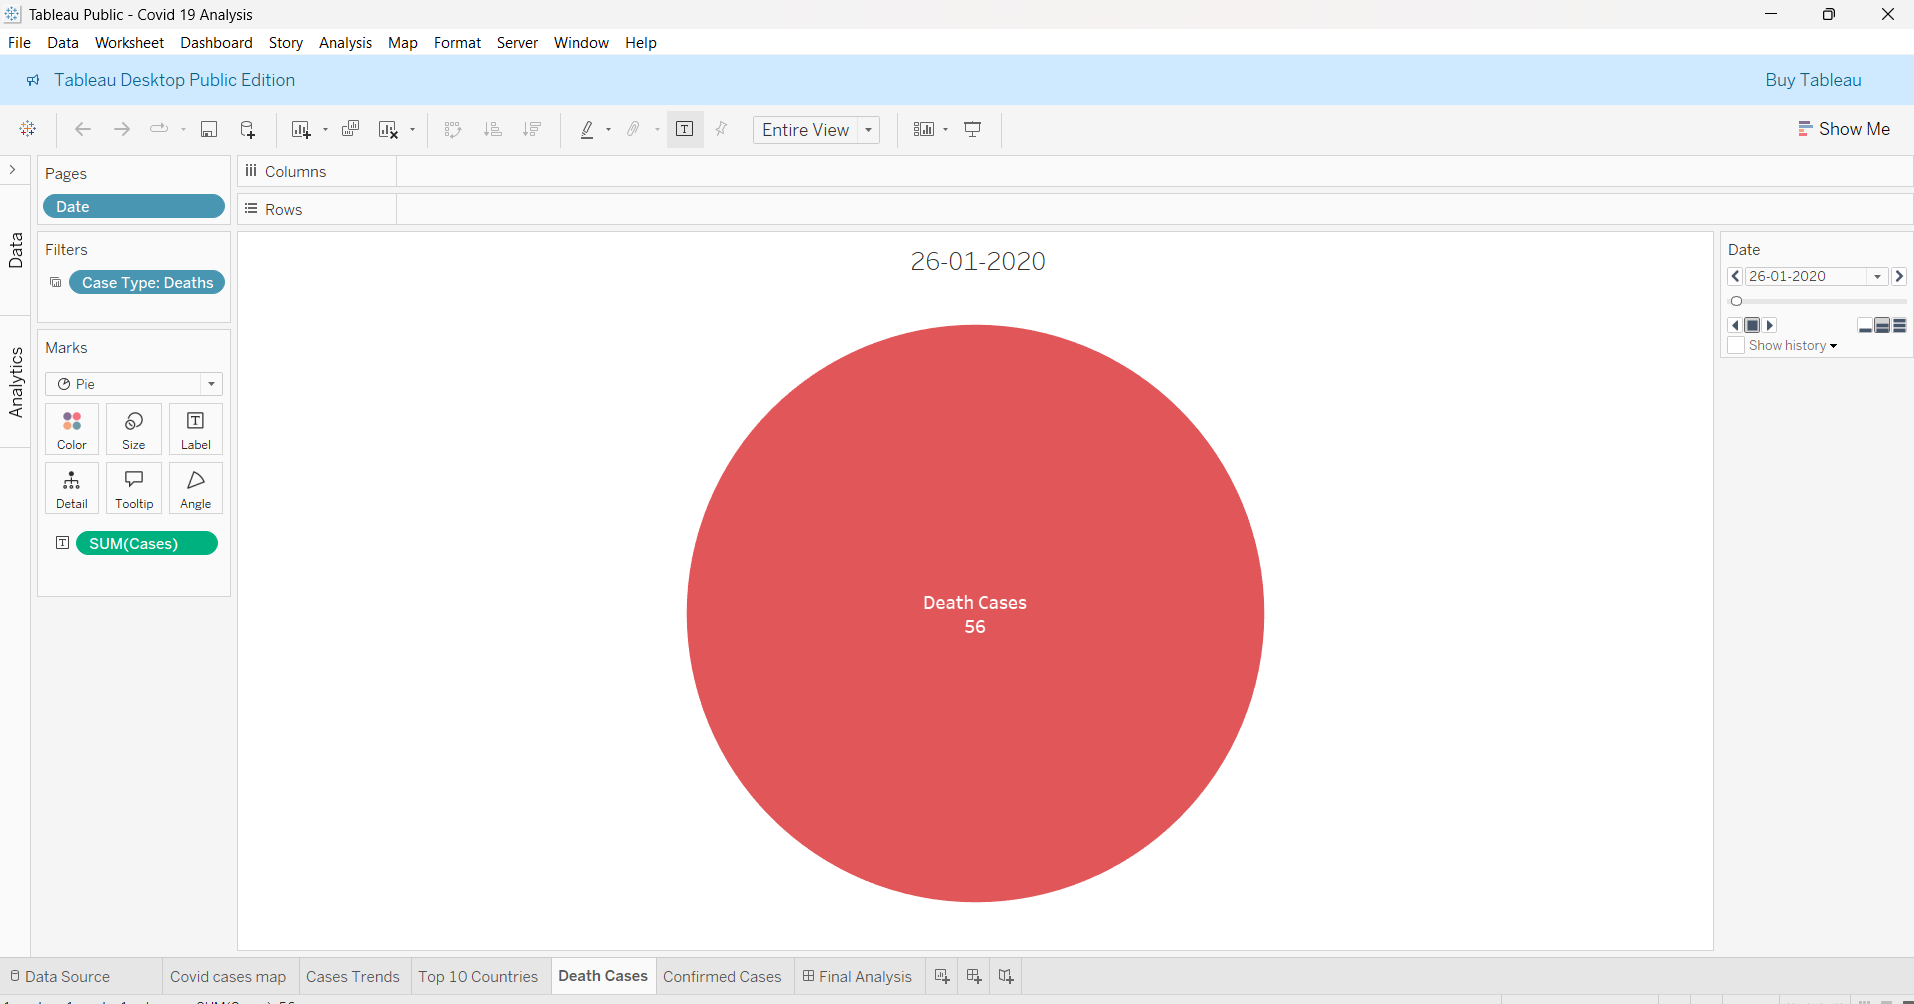 Tableau Public - Covid 19 Analysis
File Data Worksheet Dashboard Story Analysis Map Format Server Window Help
Tableau Desktop Public Edition Buy Tableau
Entire View Show Me
Pages
Date
Columns
Rows
Filters
Case Type: Deaths
Data
Analytics
Marks
Pie
Color Size Label
Detail Tooltip Angle
SUM(Cases)
26-01-2020
Death Cases
56
Date
26-01-2020
Show history
Data Source Covid cases map Cases Trends Top 10 Countries Death Cases Confirmed Cases Final Analysis